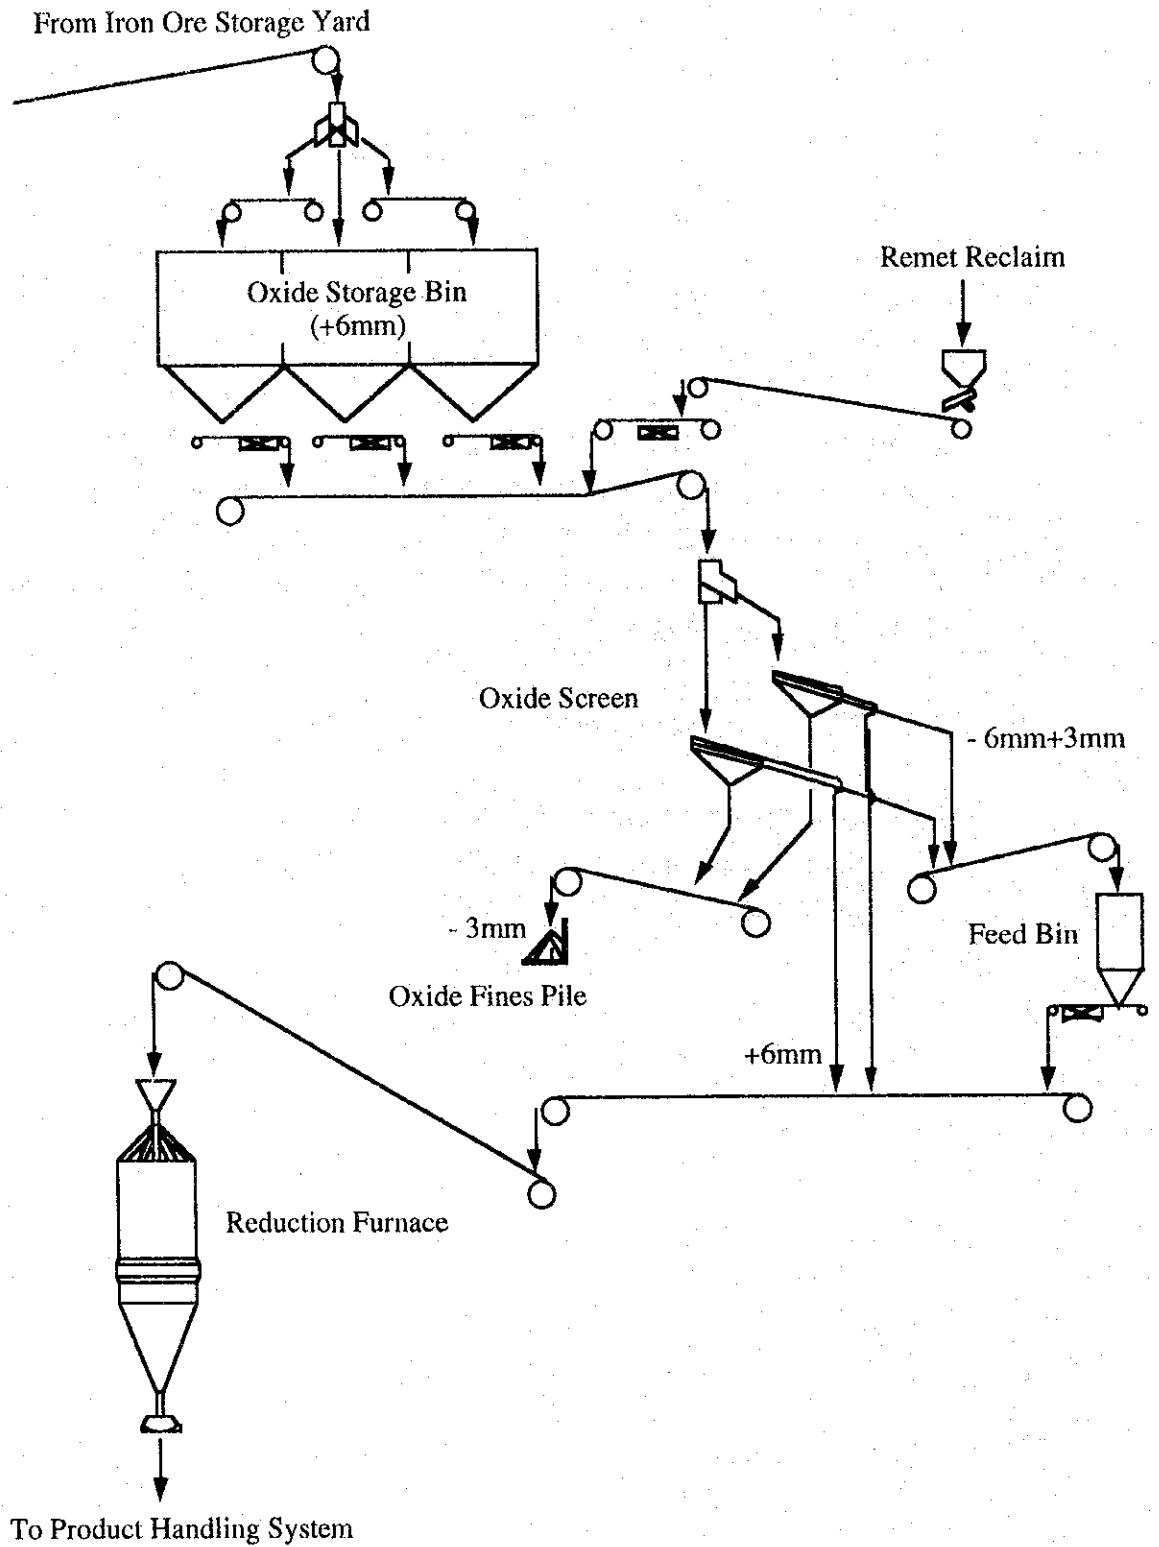 From Iron Ore Storage Yard
Remet Reclaim
Oxide Storage Bin
(+6mm)
Oxide Screen
- 6mm+3mm
Feed Bin
- 3mm
Oxide Fines Pile
+6mm
Reduction Furnace
To Product Handling System